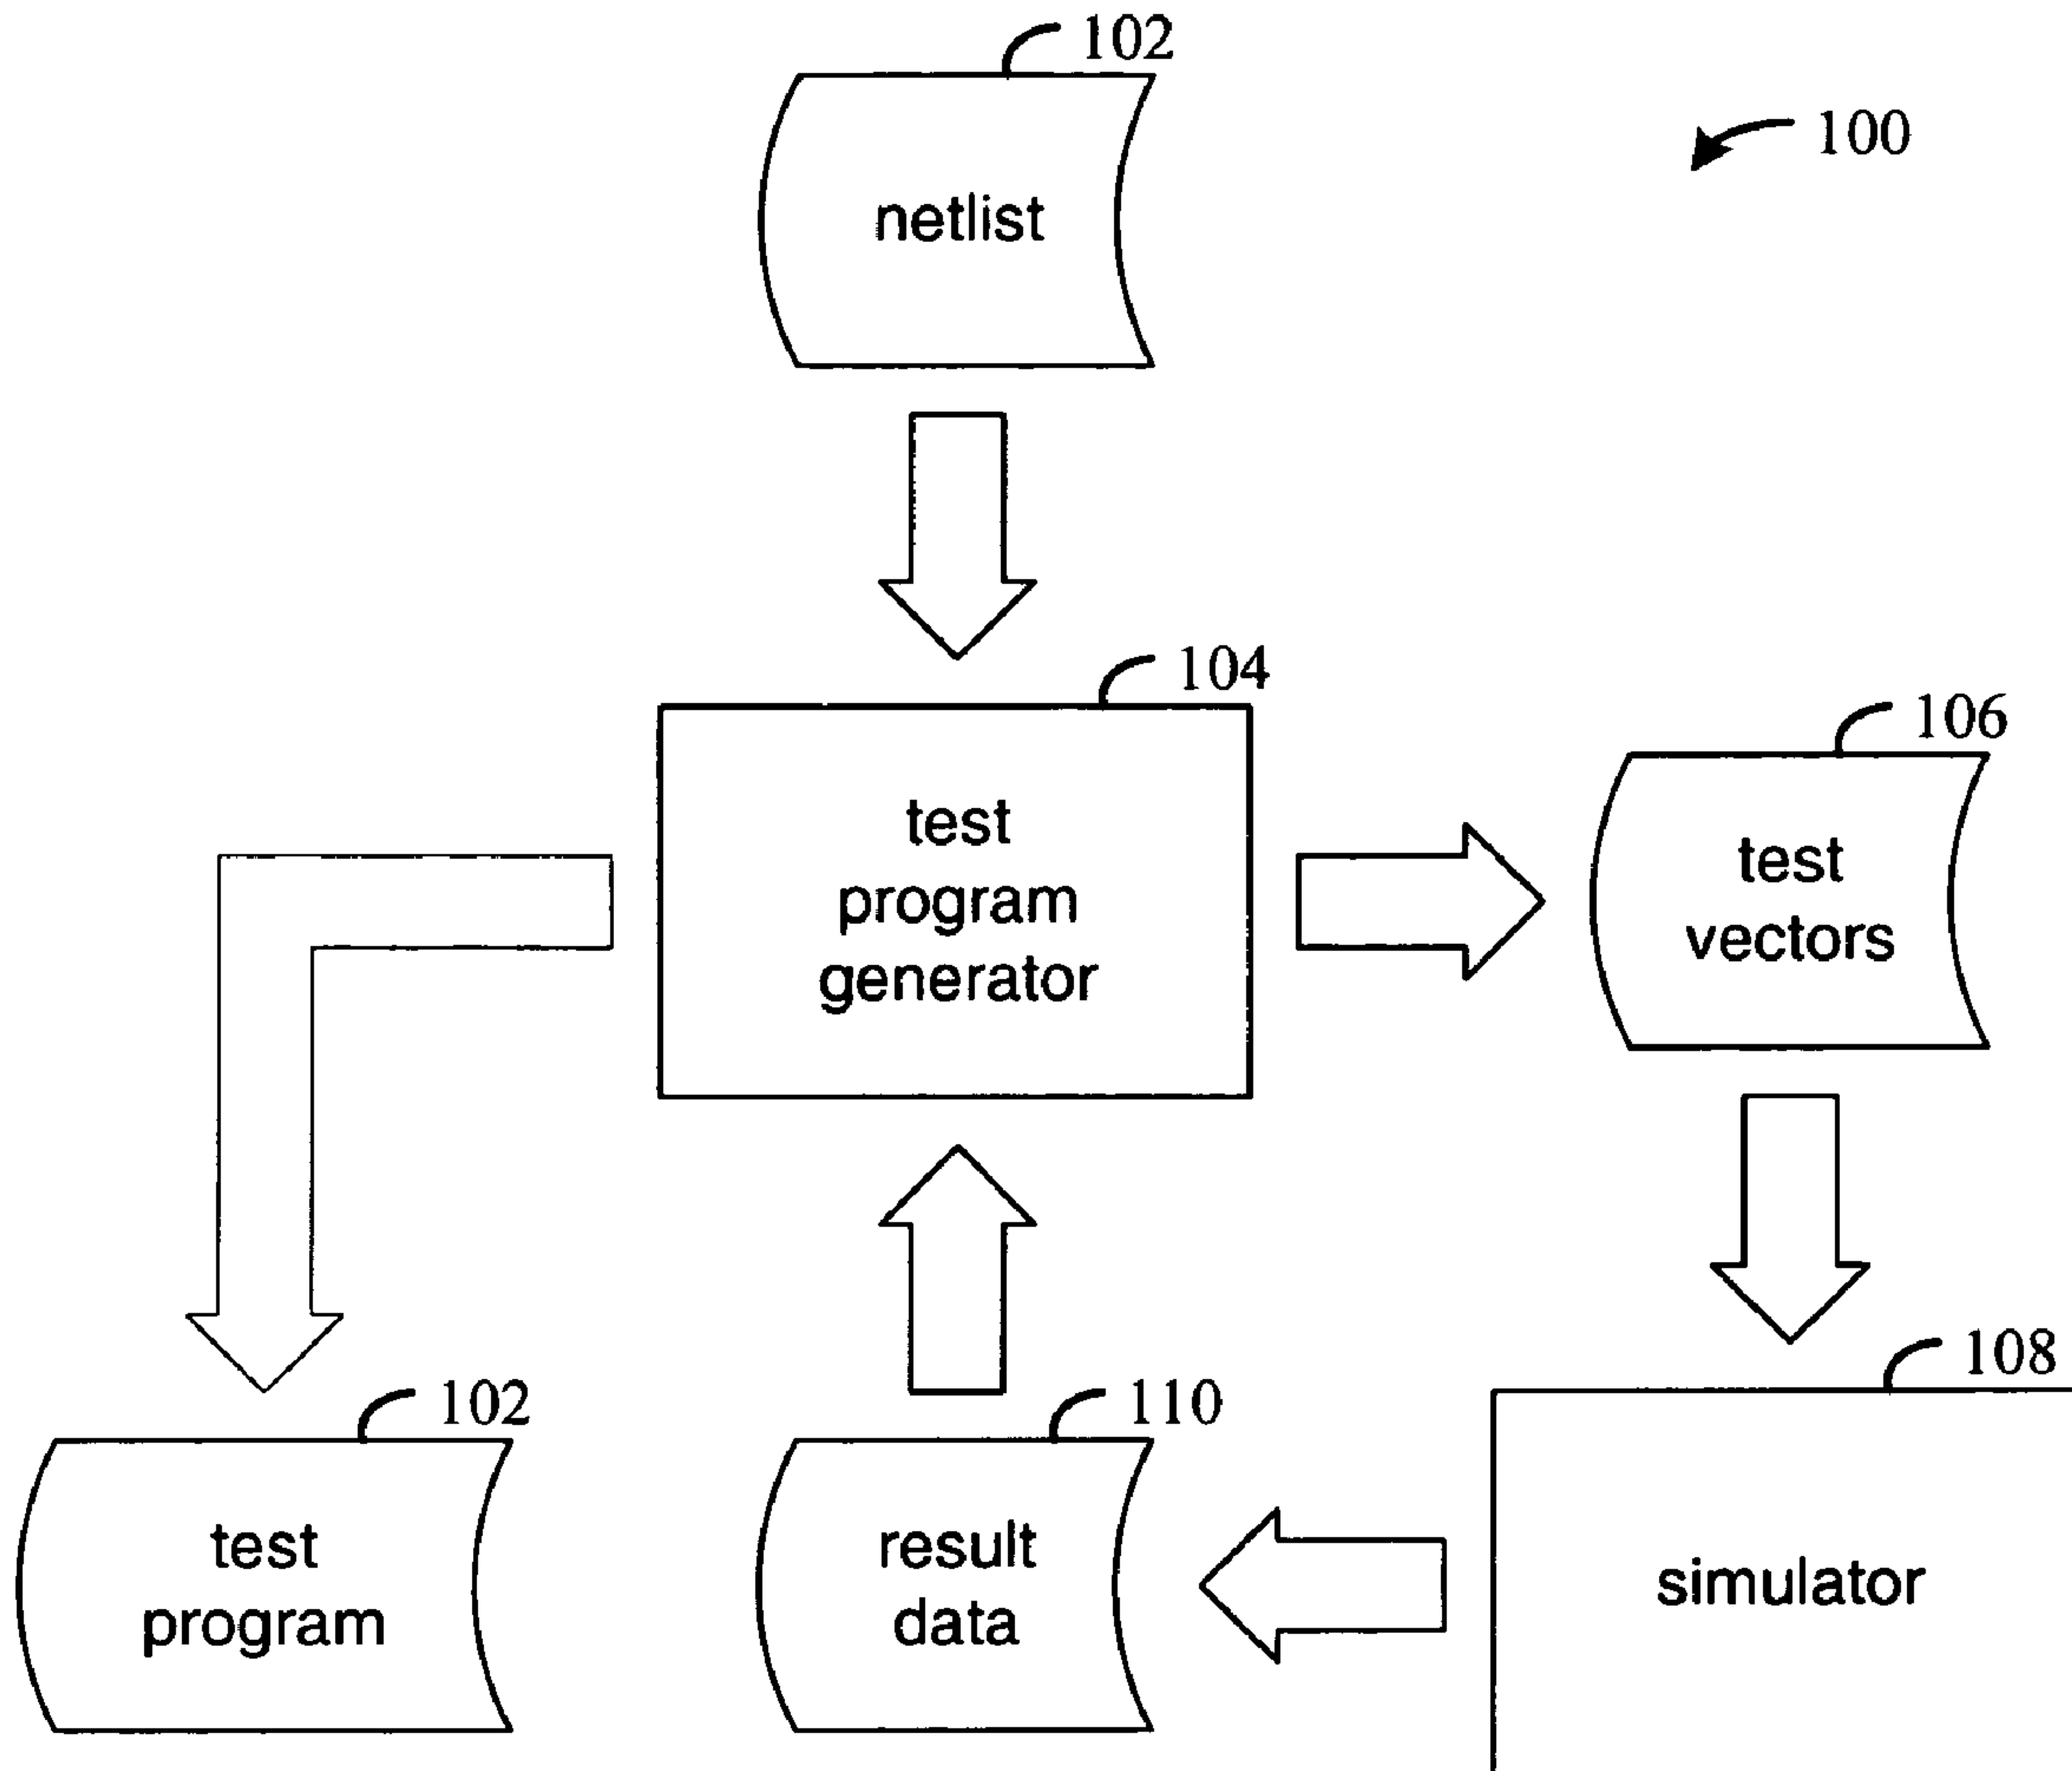 102
100
netlist
104
106
test
program
generator
test
vectors
108
102
110
test
program
result
data
simulator